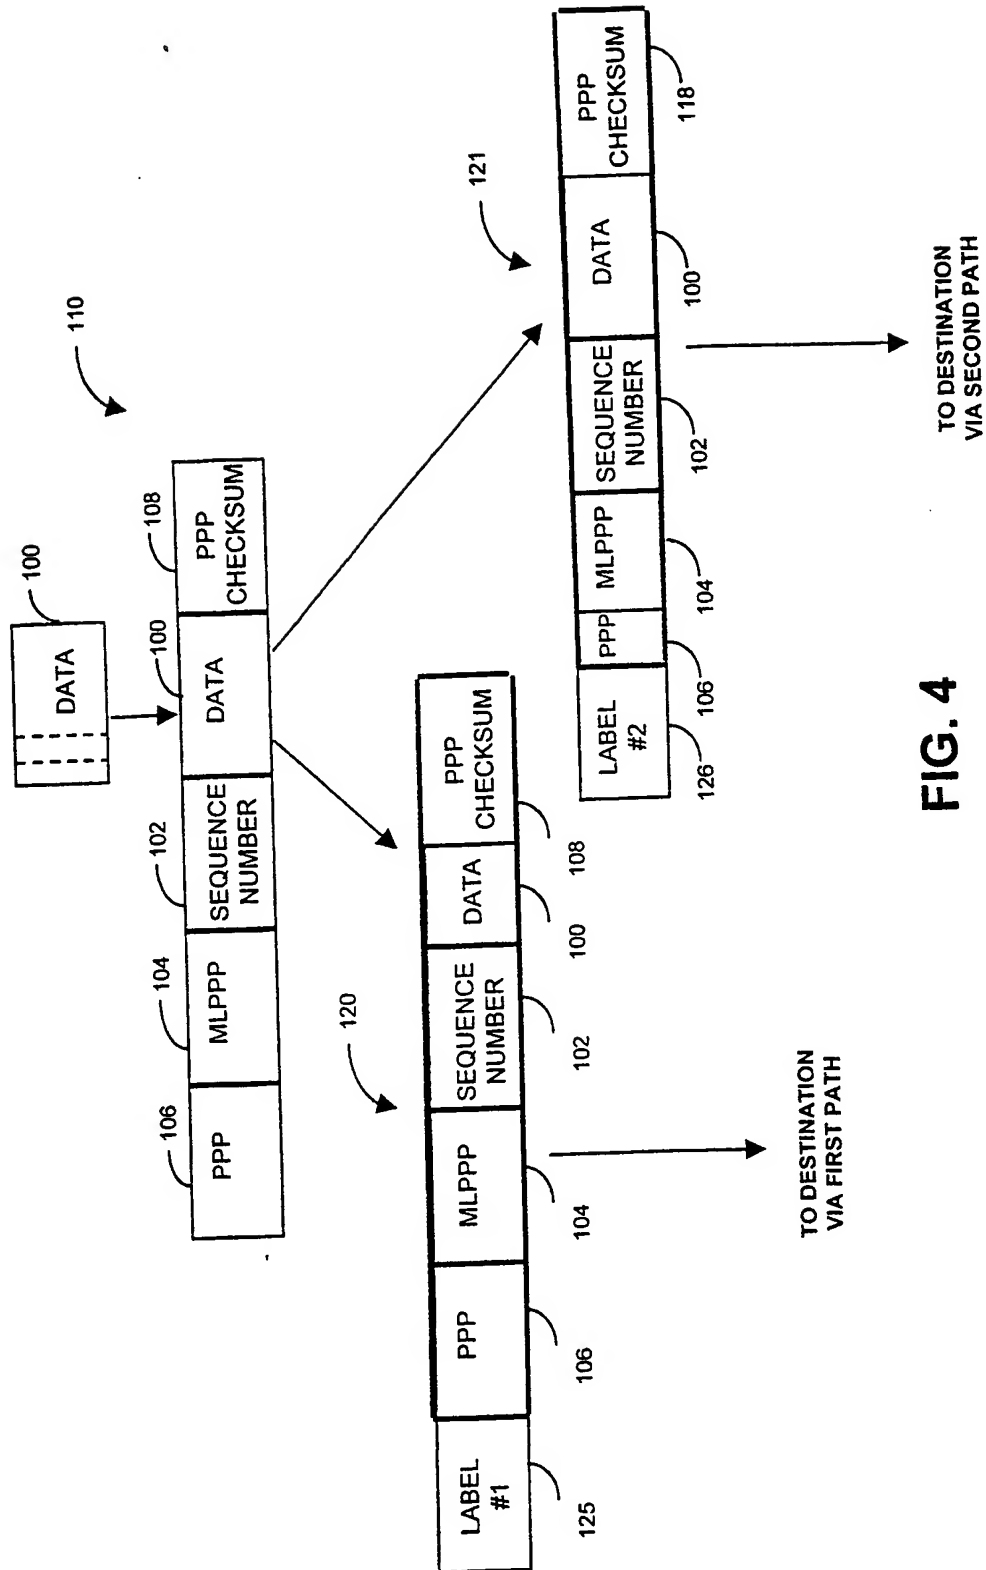 100
DATA
110
106
104
102
100
108
PPP
MLPPP
SEQUENCE
NUMBER
DATA
PPP
CHECKSUM
120
LABEL
#1
PPP
MLPPP
SEQUENCE
NUMBER
DATA
PPP
CHECKSUM
125
106
104
102
100
108
TO DESTINATION
VIA FIRST PATH
121
LABEL
#2
PPP
MLPPP
SEQUENCE
NUMBER
DATA
PPP
CHECKSUM
126
106
104
102
100
118
TO DESTINATION
VIA SECOND PATH
FIG. 4